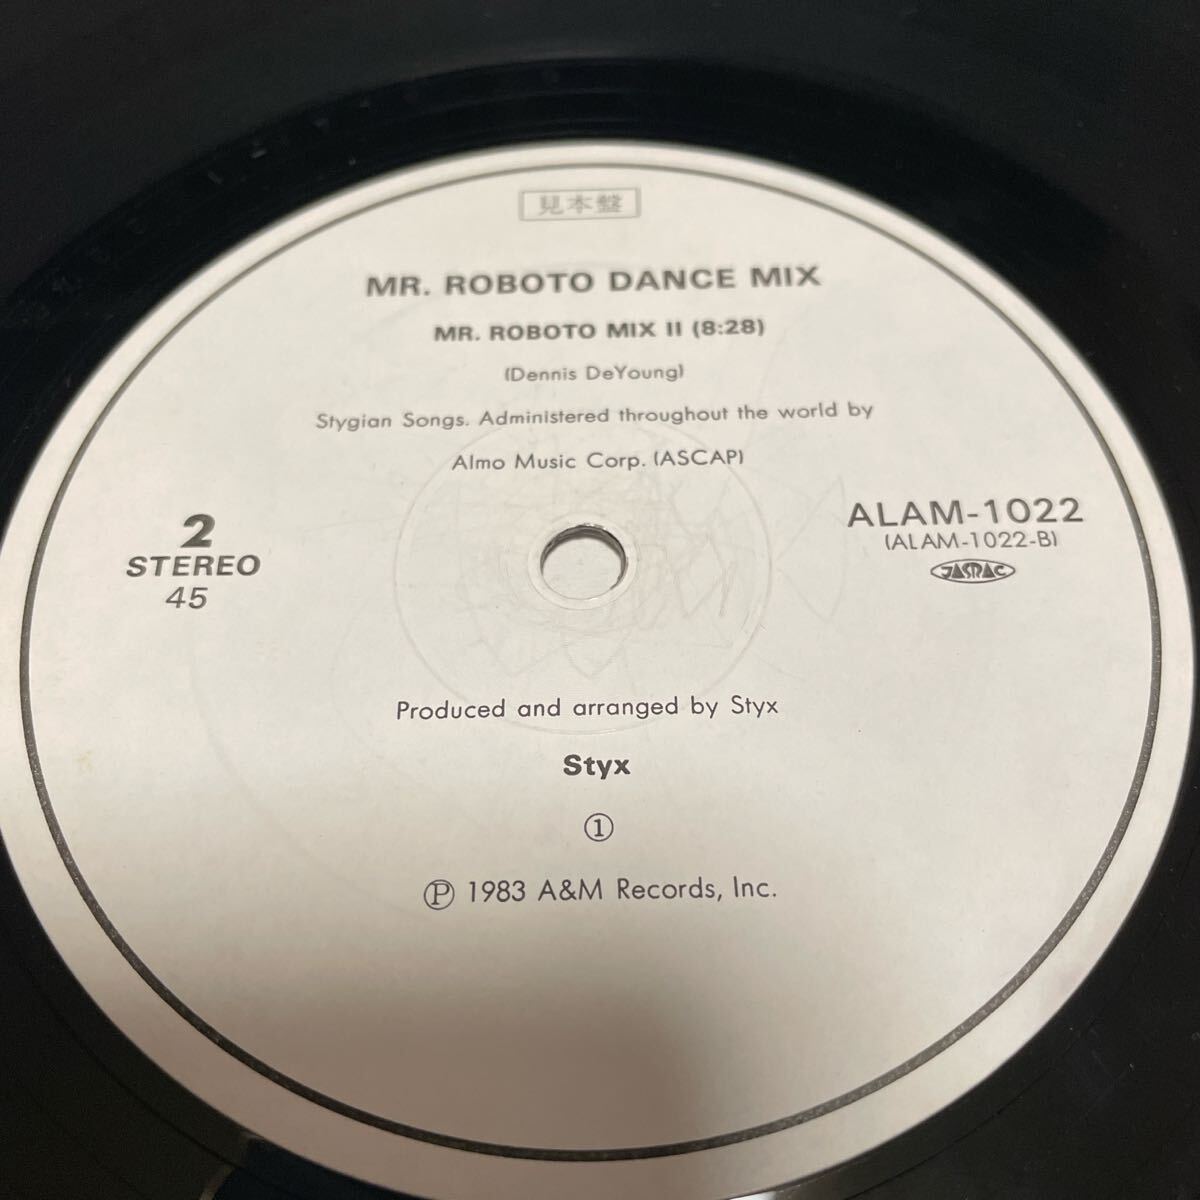 見本盤
MR. ROBOTO DANCE MIX
MR. ROBOTO MIX II (8:28)
(Dennis DeYoung)
Stygian Songs. Administered throughout the world by
Almo Music Corp. (ASCAP)
2
STEREO
45
ALAM-1022
(ALAM-1022-B)
JASRAC
Produced and arranged by Styx
Styx
①
Ⓟ 1983 A&M Records, Inc.